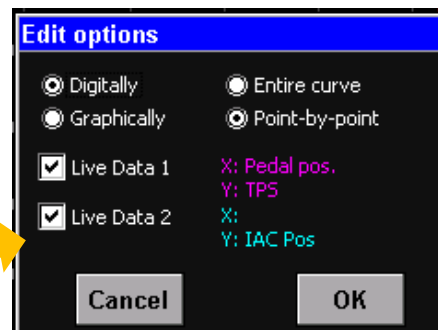 Edit options
Digitally
Entire curve
Graphically
Point-by-point
Live Data 1
X: Pedal pos.
Y: TPS
Live Data 2
X:
Y: IAC Pos
Cancel
OK